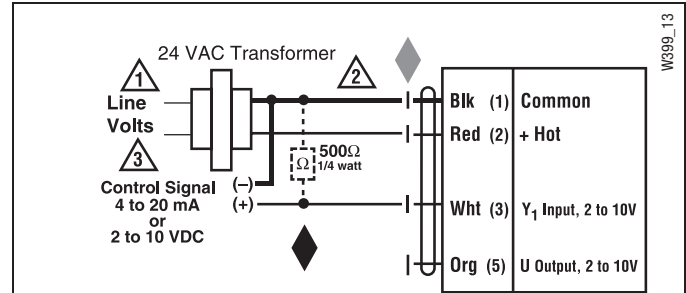 W399_13
24 VAC Transformer
1
2
Line
Volts
3
Control Signal
4 to 20 mA
or
2 to 10 VDC
(–)
(+)
Ω
500Ω
1/4 watt
Blk (1) Common
Red (2) + Hot
Wht (3) Y₁ Input, 2 to 10V
Org (5) U Output, 2 to 10V